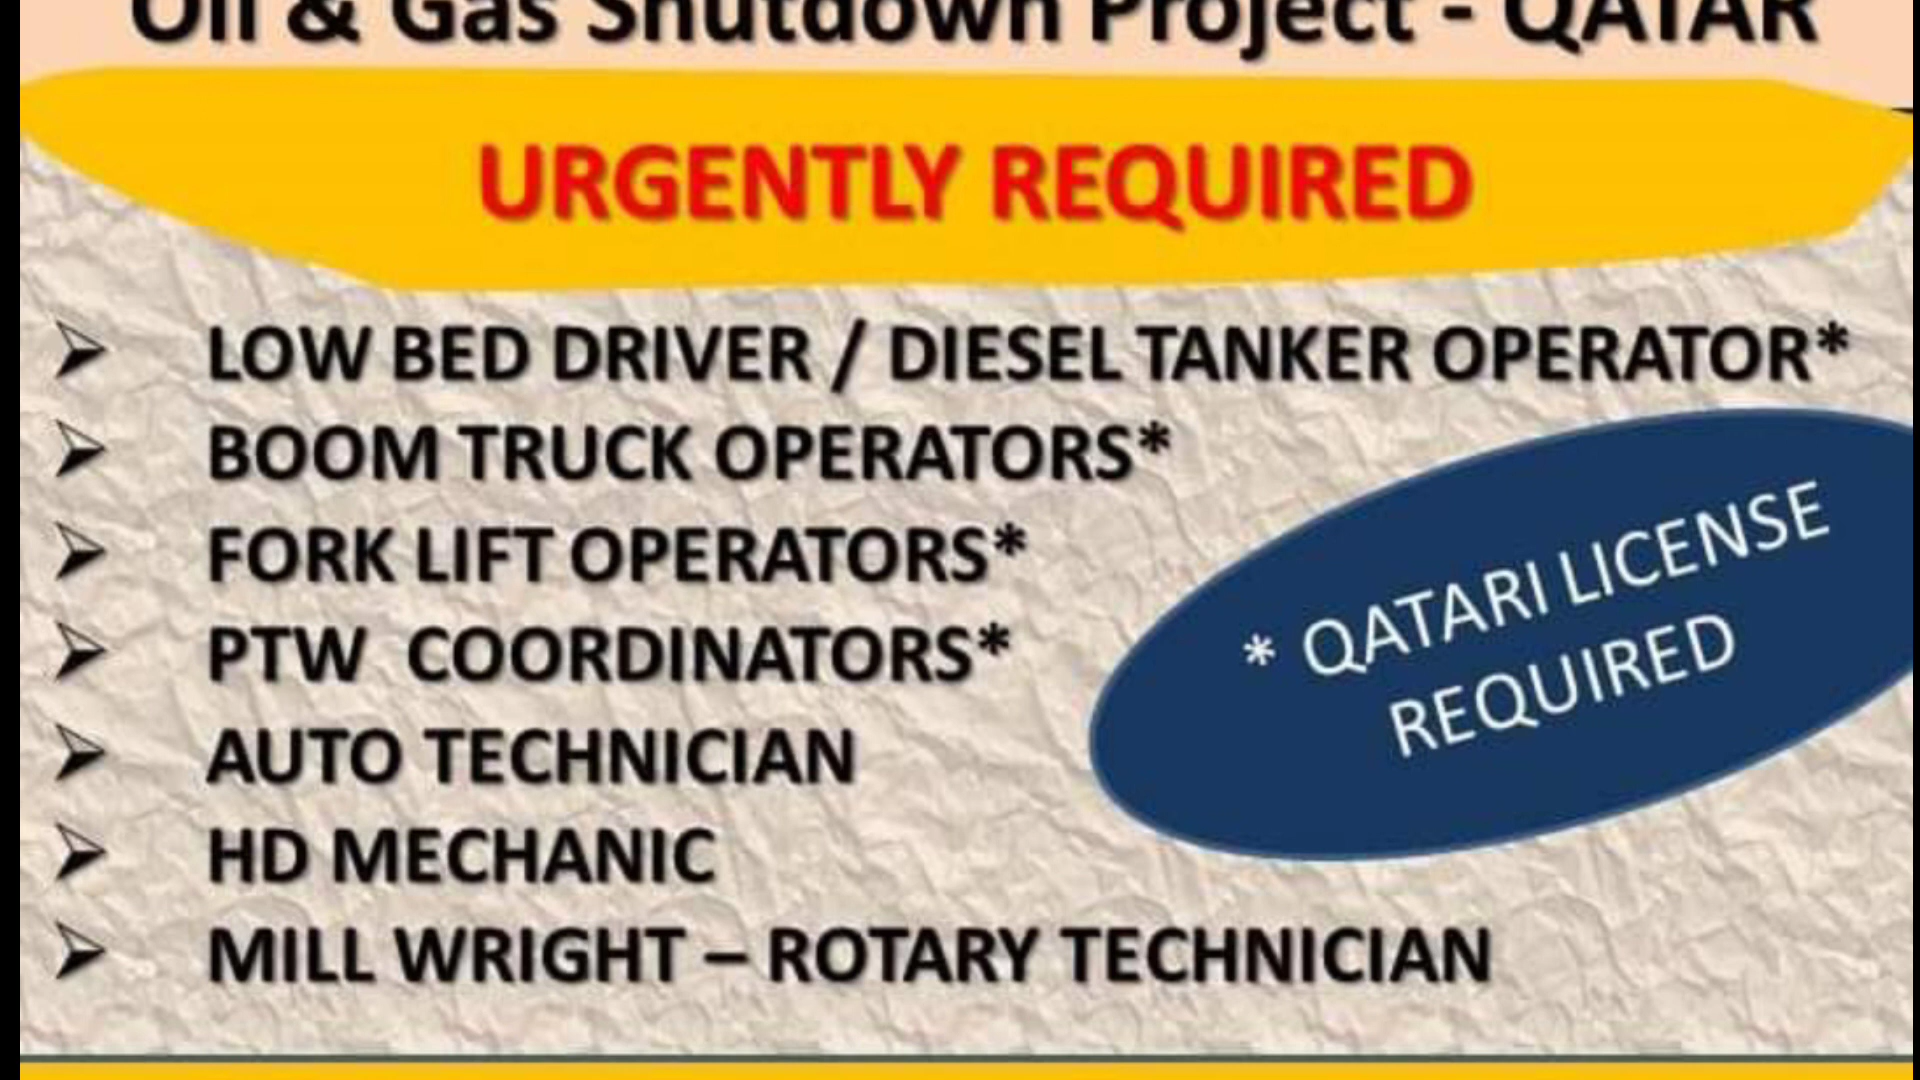 Oil & Gas Shutdown Project - QATAR
URGENTLY REQUIRED
LOW BED DRIVER / DIESEL TANKER OPERATOR*
BOOM TRUCK OPERATORS*
FORK LIFT OPERATORS*
PTW COORDINATORS*
AUTO TECHNICIAN
HD MECHANIC
MILL WRIGHT – ROTARY TECHNICIAN
* QATARI LICENSE
REQUIRED